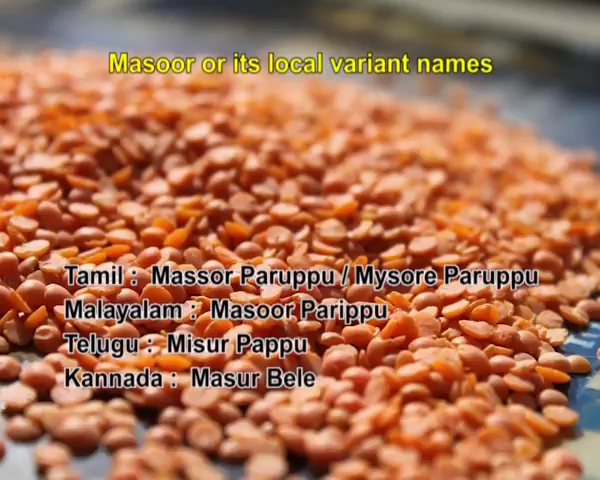 Masoor or its local variant names
Tamil : Massor Paruppu / Mysore Paruppu
Malayalam : Masoor Parippu
Telugu : Misur Pappu
Kannada : Masur Bele